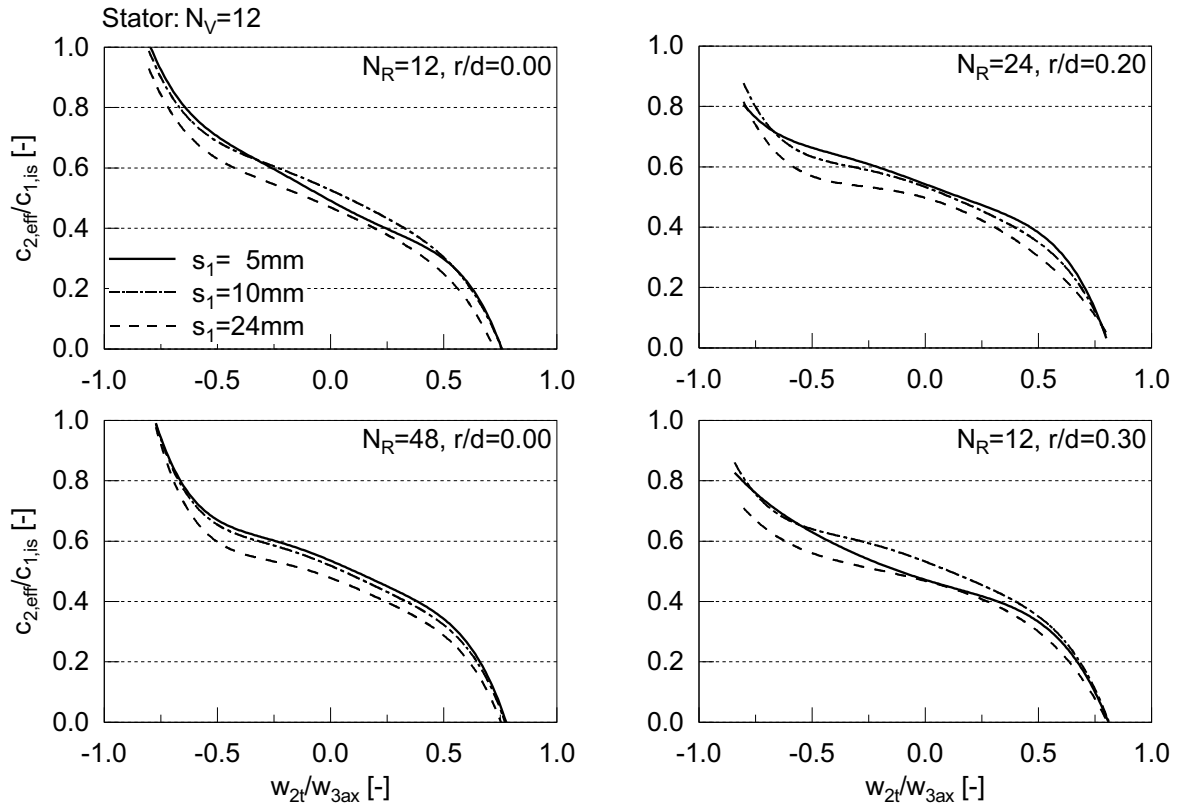 Stator: N_V=12
1.0
0.8
0.6
0.4
0.2
0.0
c_2,eff/c_1,is [-]
N_R=12, r/d=0.00
s_1= 5mm
s_1=10mm
s_1=24mm
-1.0 -0.5 0.0 0.5 1.0
1.0
0.8
0.6
0.4
0.2
0.0
N_R=24, r/d=0.20
-1.0 -0.5 0.0 0.5 1.0
1.0
0.8
0.6
0.4
0.2
0.0
c_2,eff/c_1,is [-]
N_R=48, r/d=0.00
-1.0 -0.5 0.0 0.5 1.0
w_2t/w_3ax [-]
1.0
0.8
0.6
0.4
0.2
0.0
N_R=12, r/d=0.30
-1.0 -0.5 0.0 0.5 1.0
w_2t/w_3ax [-]